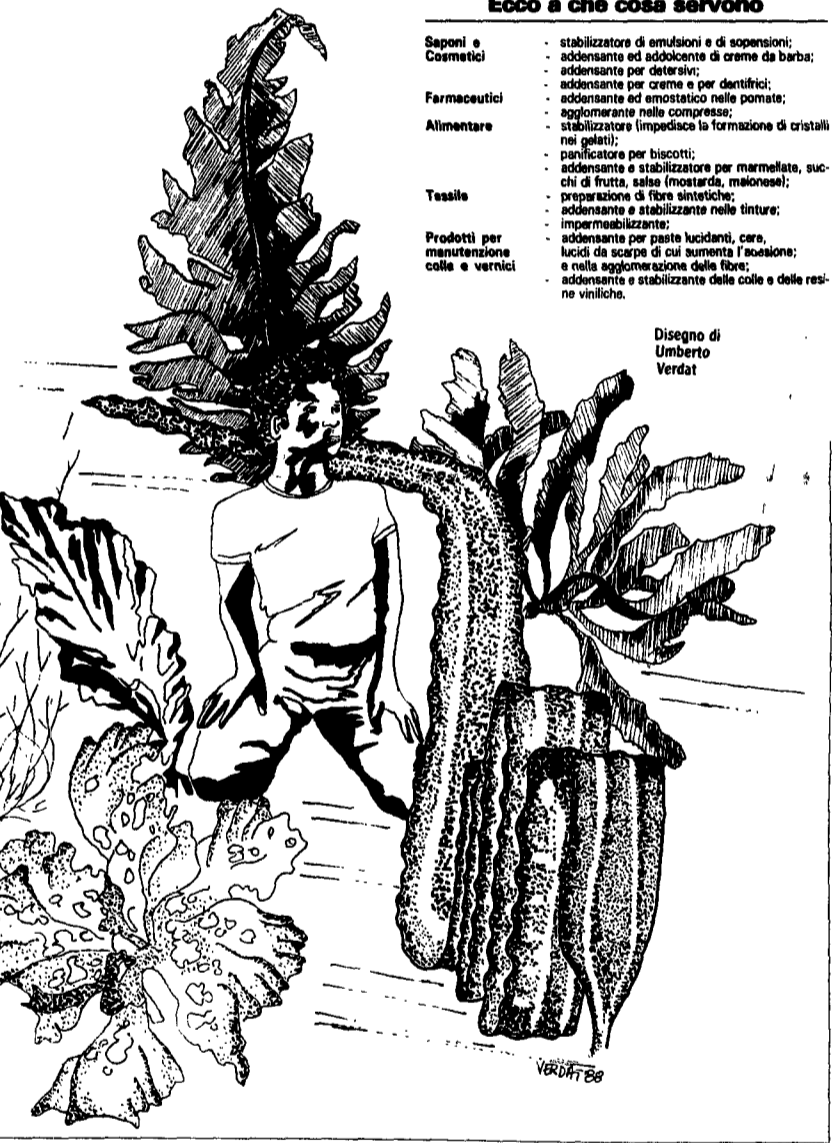 Ecco a che cosa servono
Saponi e - stabilizzatore di emulsioni e di sopensioni;
Cosmetici - addensante ed addolcente di creme da barba;
- addensante per detersivi;
- addensante per creme e per dentifrici;
Farmaceutici - addensante ed emostatico nelle pomate;
- agglomerante nelle compresse;
Alimentare - stabilizzatore (impedisce la formazione di cristalli
nei gelati);
- panificatore per biscotti;
- addensante e stabilizzatore per marmellate, suc-
chi di frutta, salse (mostarda, maionese);
Tessile - preparazione di fibre sintetiche;
- addensante e stabilizzante nelle tinture;
- impermeabilizzante;
Prodotti per - addensante per paste lucidanti, cere,
manutenzione lucidi da scarpe di cui aumenta l'adesione;
colle e vernici e nella agglomerazione delle fibre;
- addensante e stabilizzante delle colle e delle resi-
ne viniliche.
Disegno di
Umberto
Verdat
VERDAT 88